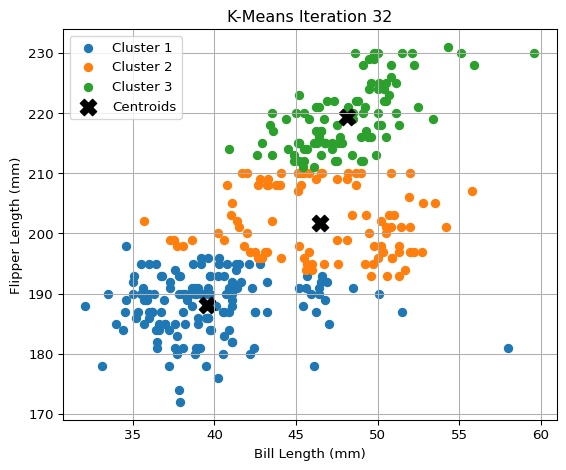 K-Means Iteration 32
Cluster 1
Cluster 2
Cluster 3
Centroids
230
220
210
200
190
180
170
Flipper Length (mm)
35 40 45 50 55 60
Bill Length (mm)